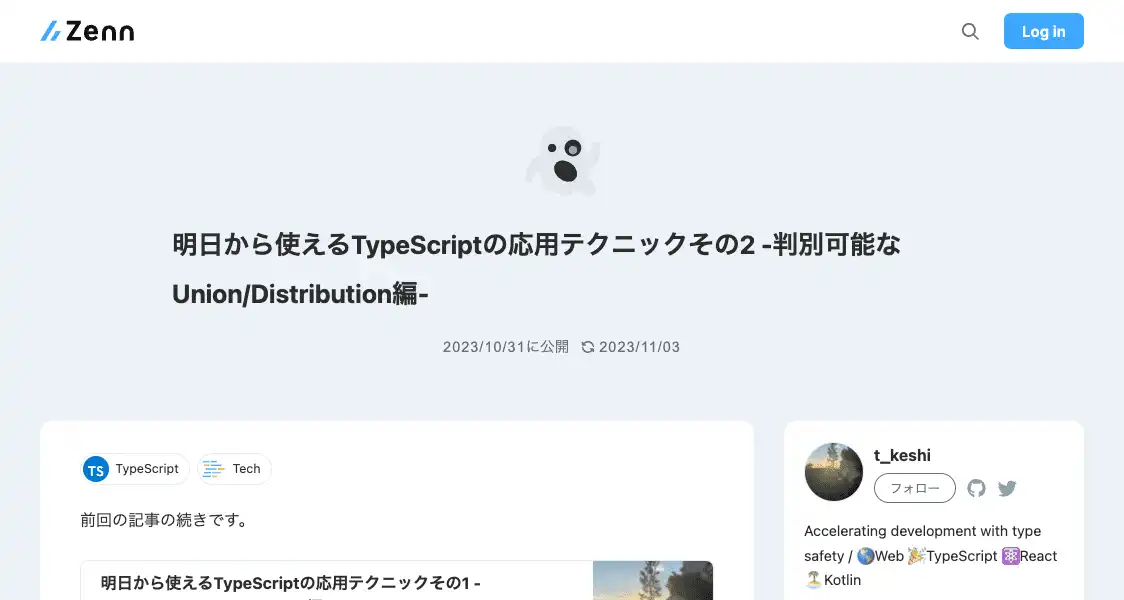 Zenn
Log in
明日から使えるTypeScriptの応用テクニックその2 -判別可能な
Union/Distribution編-
2023/10/31に公開 2023/11/03
TS TypeScript Tech
前回の記事の続きです。
明日から使えるTypeScriptの応用テクニックその1 -
t_keshi
フォロー
Accelerating development with type
safety / 🌏Web 🎉TypeScript ⚛️React
🏝️Kotlin